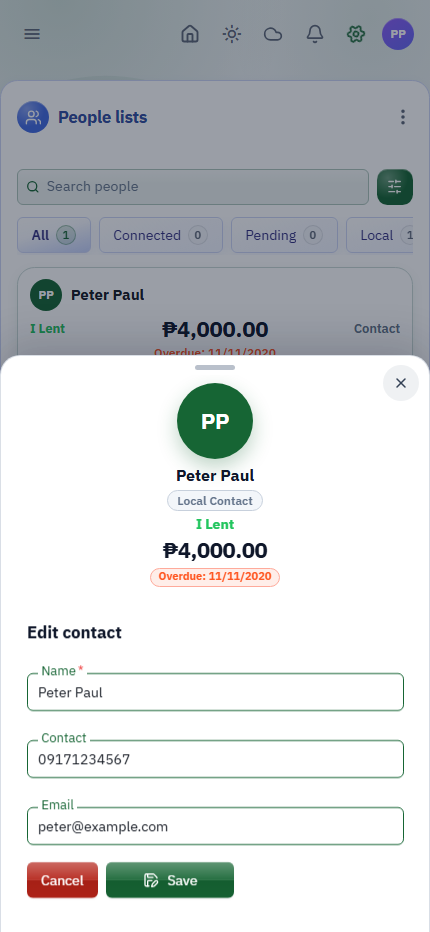 PP
People lists
Search people
All 1
Connected 0
Pending 0
Local 1
PP Peter Paul
I Lent ₱4,000.00 Contact
Overdue: 11/11/2020
PP
Peter Paul
Local Contact
I Lent
₱4,000.00
Overdue: 11/11/2020
Edit contact
Name *
Peter Paul
Contact
09171234567
Email
peter@example.com
Cancel
Save